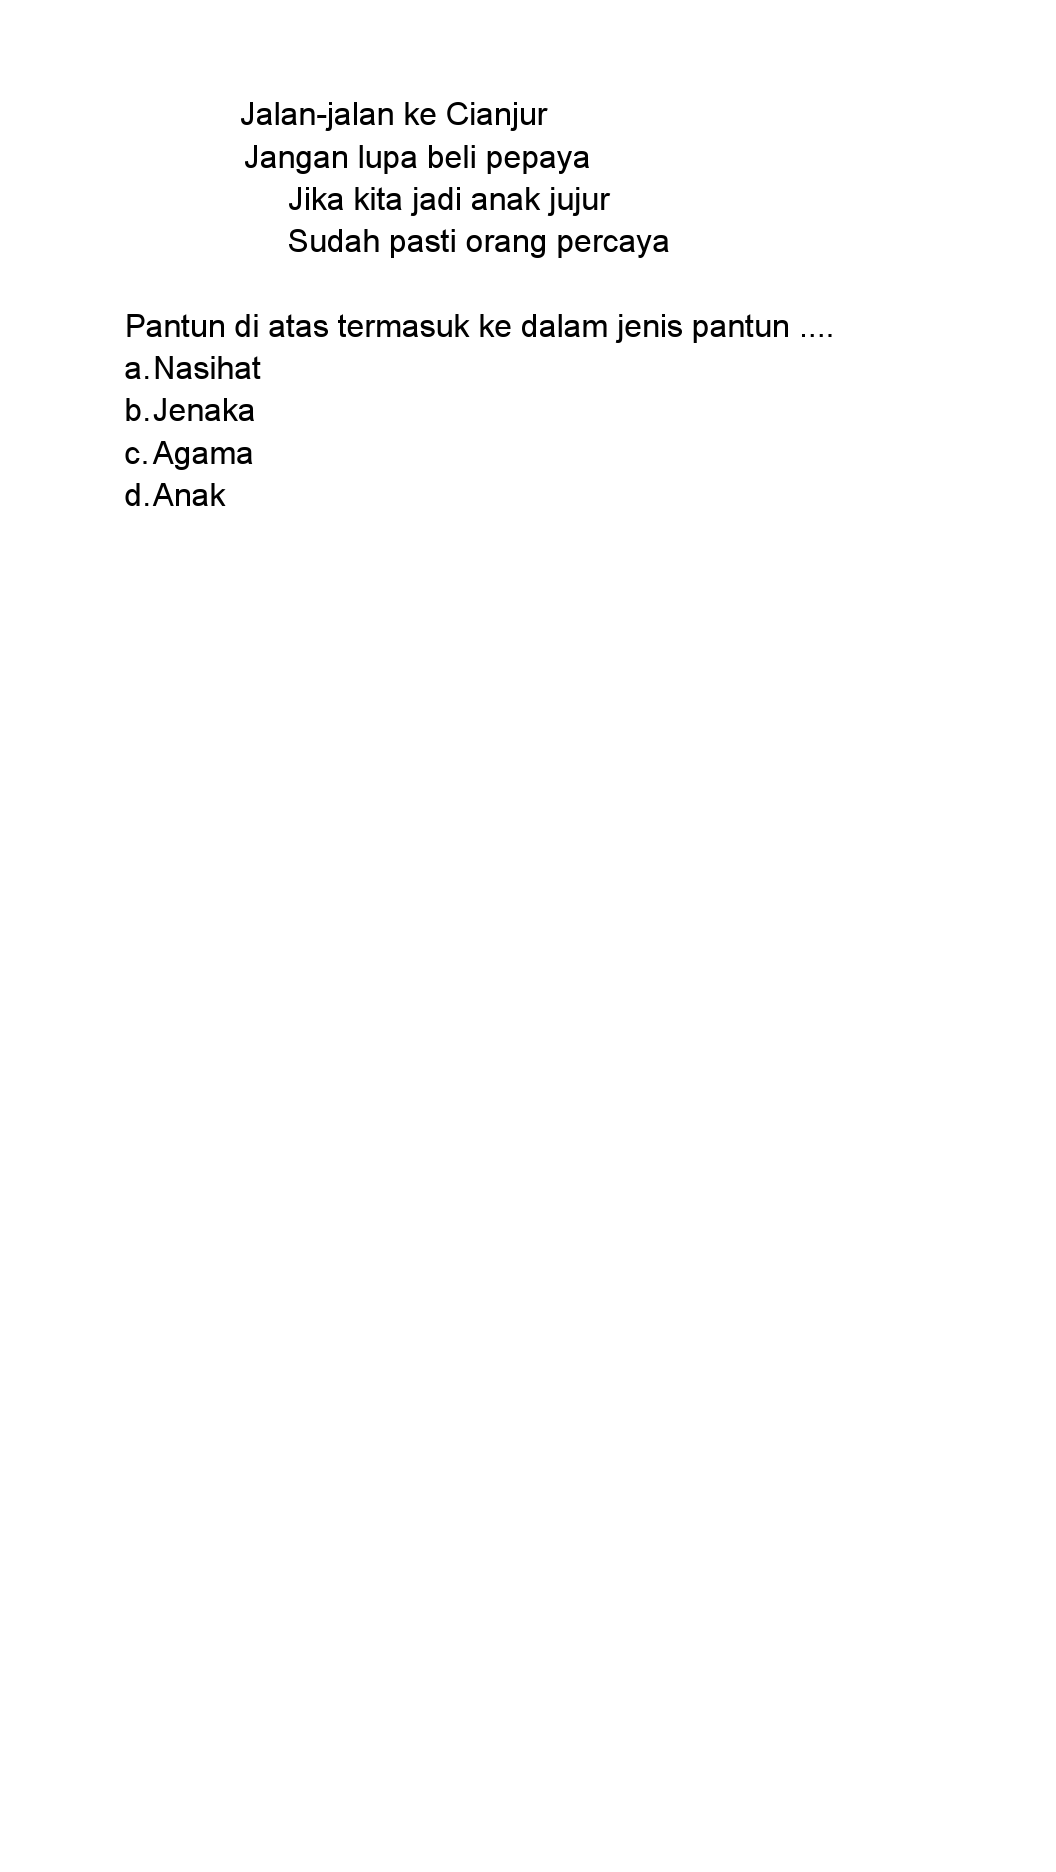 Jalan-jalan ke Cianjur
Jangan lupa beli pepaya
Jika kita jadi anak jujur
Sudah pasti orang percaya
Pantun di atas termasuk ke dalam jenis pantun ....
a. Nasihat
b. Jenaka
c. Agama
d. Anak